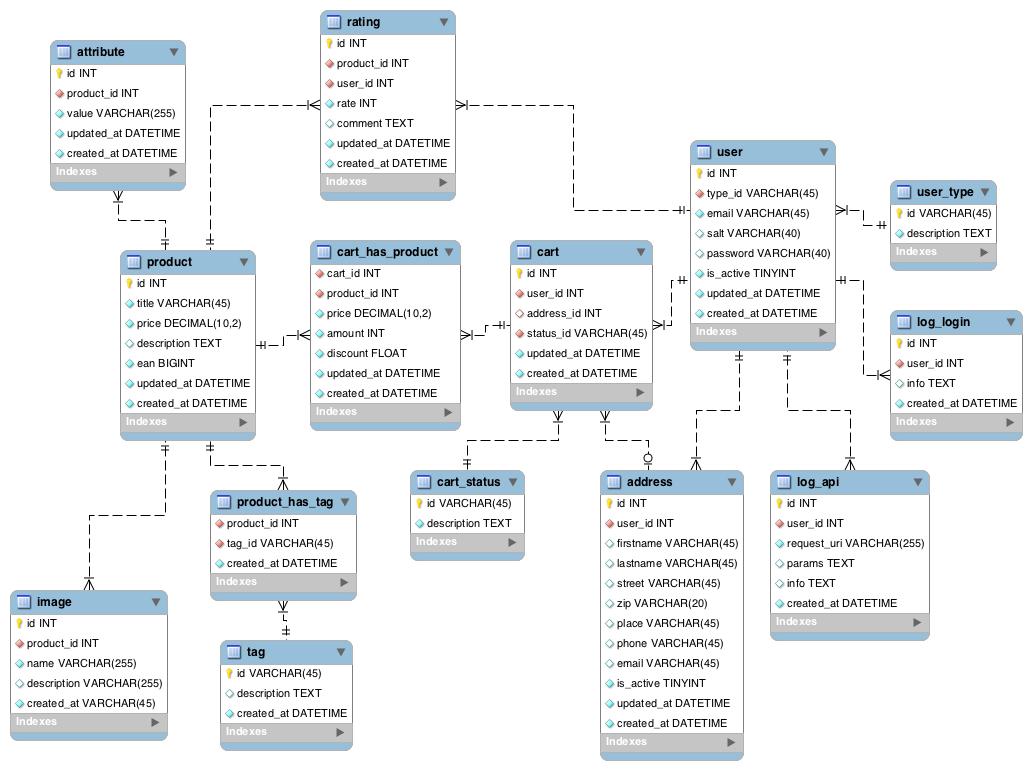 rating
id INT
product_id INT
user_id INT
rate INT
comment TEXT
updated_at DATETIME
created_at DATETIME
Indexes
attribute
id INT
product_id INT
value VARCHAR(255)
updated_at DATETIME
created_at DATETIME
Indexes
user
id INT
type_id VARCHAR(45)
email VARCHAR(45)
salt VARCHAR(40)
password VARCHAR(40)
is_active TINYINT
updated_at DATETIME
created_at DATETIME
Indexes
user_type
id VARCHAR(45)
description TEXT
Indexes
product
id INT
title VARCHAR(45)
price DECIMAL(10,2)
description TEXT
ean BIGINT
updated_at DATETIME
created_at DATETIME
Indexes
cart_has_product
cart_id INT
product_id INT
price DECIMAL(10,2)
amount INT
discount FLOAT
updated_at DATETIME
created_at DATETIME
Indexes
cart
id INT
user_id INT
address_id INT
status_id VARCHAR(45)
updated_at DATETIME
created_at DATETIME
Indexes
log_login
id INT
user_id INT
info TEXT
created_at DATETIME
Indexes
product_has_tag
product_id INT
tag_id VARCHAR(45)
created_at DATETIME
Indexes
cart_status
id VARCHAR(45)
description TEXT
Indexes
address
id INT
user_id INT
firstname VARCHAR(45)
lastname VARCHAR(45)
street VARCHAR(45)
zip VARCHAR(20)
place VARCHAR(45)
phone VARCHAR(45)
email VARCHAR(45)
is_active TINYINT
updated_at DATETIME
created_at DATETIME
Indexes
log_api
id INT
user_id INT
request_uri VARCHAR(255)
params TEXT
info TEXT
created_at DATETIME
Indexes
image
id INT
product_id INT
name VARCHAR(255)
description VARCHAR(255)
created_at VARCHAR(45)
Indexes
tag
id VARCHAR(45)
description TEXT
created_at DATETIME
Indexes